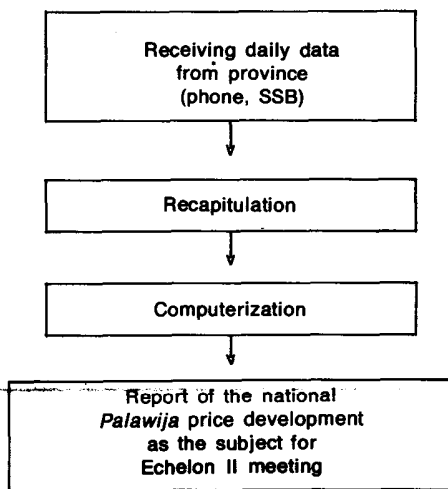 Receiving daily data
from province
(phone, SSB)
Recapitulation
Computerization
Report of the national
Palawija price development
as the subject for
Echelon II meeting